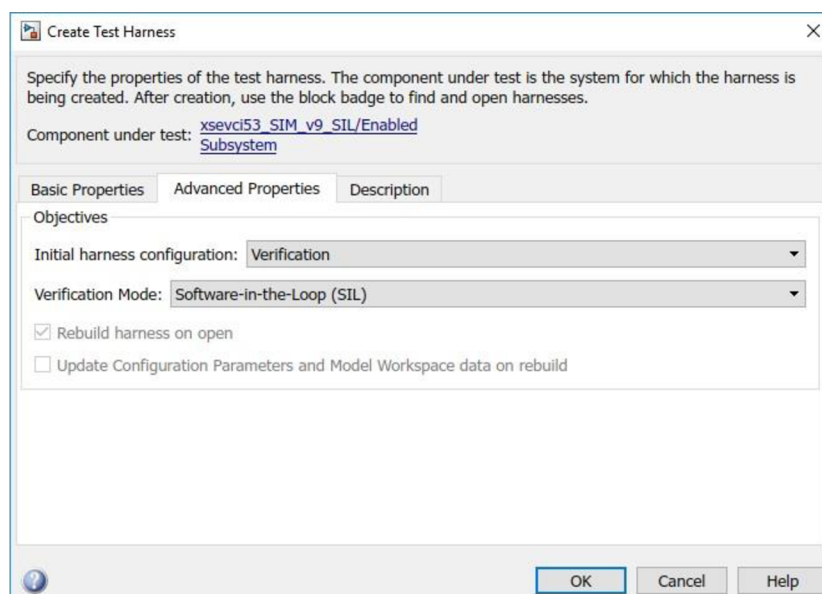 Create Test Harness
Specify the properties of the test harness. The component under test is the system for which the harness is
being created. After creation, use the block badge to find and open harnesses.
Component under test: xsevci53_SIM_v9_SIL/Enabled
Subsystem
Basic Properties Advanced Properties Description
Objectives
Initial harness configuration: Verification
Verification Mode: Software-in-the-Loop (SIL)
Rebuild harness on open
Update Configuration Parameters and Model Workspace data on rebuild
? OK Cancel Help